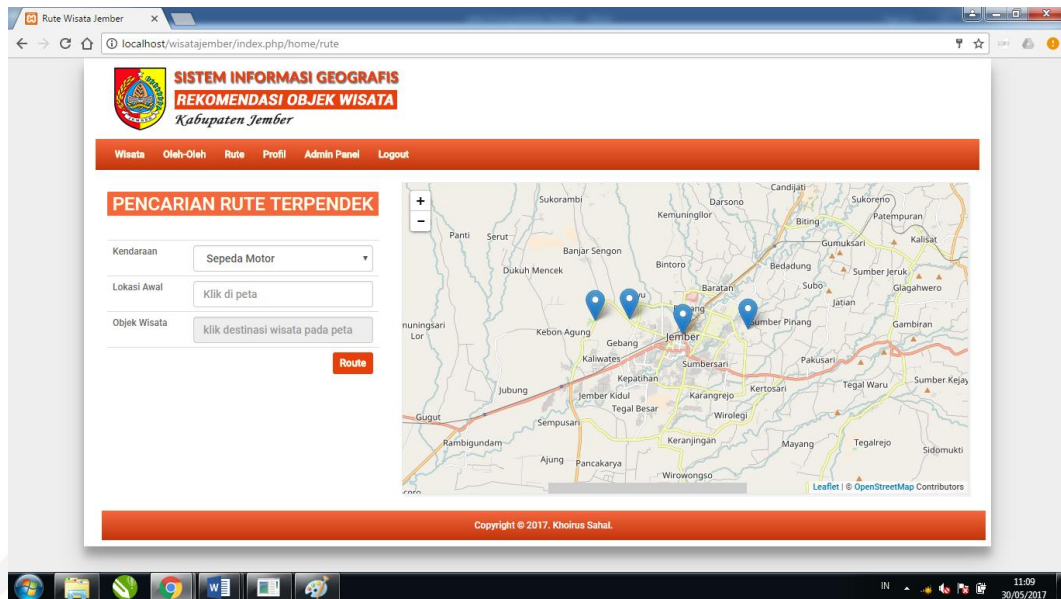 Rute Wisata Jember
localhost/wisatajember/index.php/home/rute
SISTEM INFORMASI GEOGRAFIS
REKOMENDASI OBJEK WISATA
Kabupaten Jember
Wisata Oleh-Oleh Rute Profil Admin Panel Logout
PENCARIAN RUTE TERPENDEK
Kendaraan Sepeda Motor
Lokasi Awal Klik di peta
Objek Wisata klik destinasi wisata pada peta
Route
+
−
Candijati
Sukorambi Darsono Sukoreno
Kemuningllor Biting Patempuran
Panti Serut Gumuksari Kalisat
Banjar Sengon
Dukuh Mencek Bintoro Bedadung Sumber Jeruk
Baratan Subo Glagahwero
Jatian
nuningsari Kebon Agung Jember Sumber Pinang Gambiran
Lor Gebang
Kaliwates Sumbersari Pakusari
Kepatihan Tegal Waru Sumber Kejay
Jubung Jember Kidul Karangrejo Kertosari
Tegal Besar Wirolegi
Gugut Sempusari
Rambigundam Keranjingan Mayang Tegalrejo Sidomukti
Ajung Pancakarya
Wirowongso
Leaflet | © OpenStreetMap Contributors
Copyright © 2017. Khoirus Sahal.
IN 11:09
30/05/2017